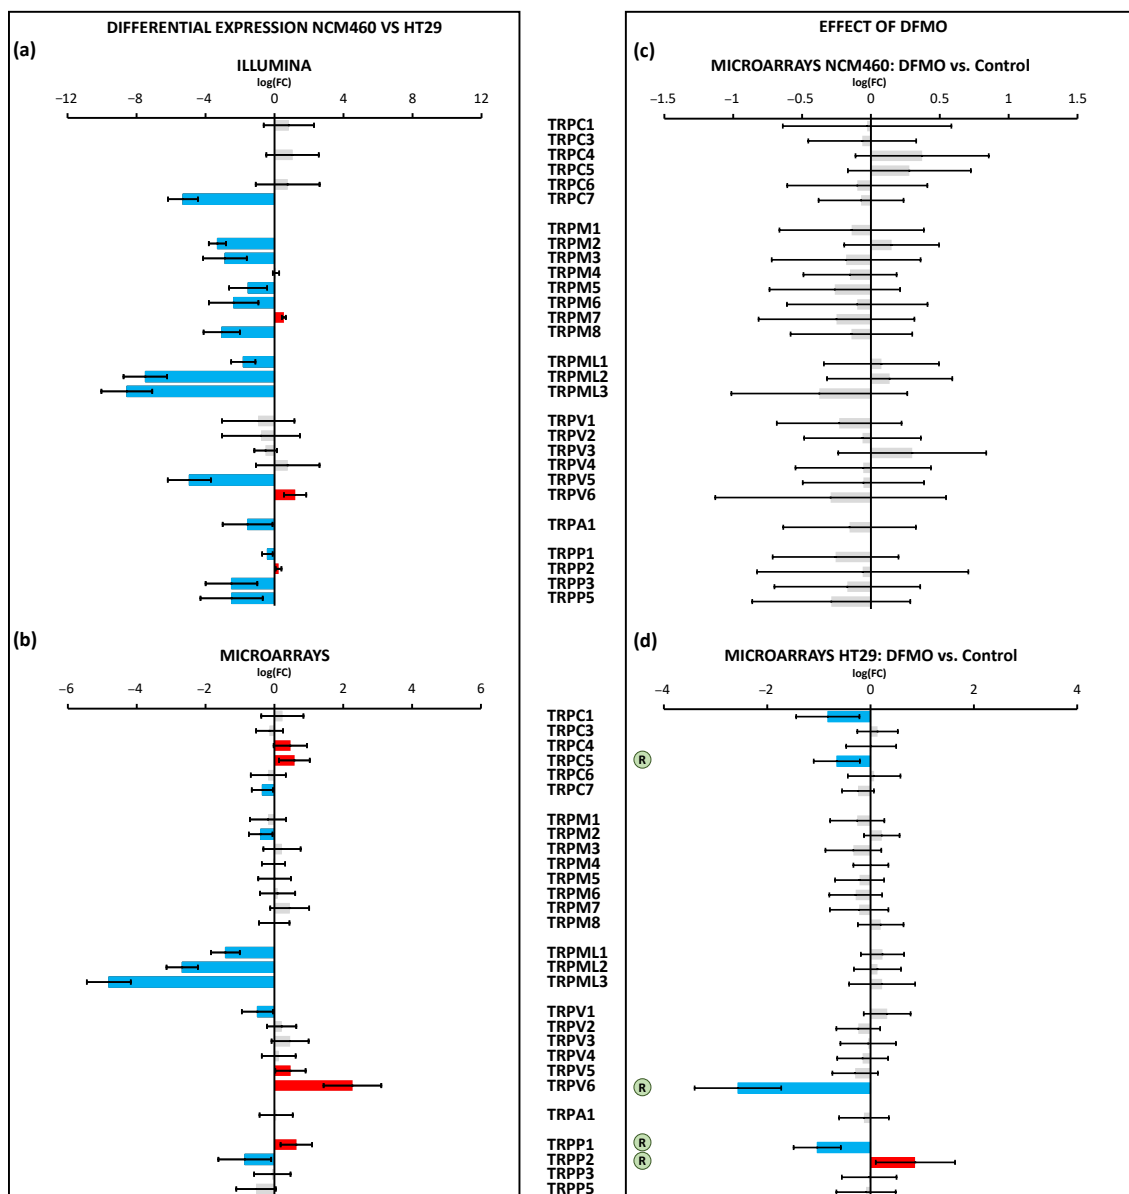 DIFFERENTIAL EXPRESSION NCM460 VS HT29
(a)
ILLUMINA
log(FC)
−12 −8 −4 0 4 8 12
EFFECT OF DFMO
(c)
MICROARRAYS NCM460: DFMO vs. Control
log(FC)
−1.5 −1 −0.5 0 0.5 1 1.5
TRPC1
TRPC3
TRPC4
TRPC5
TRPC6
TRPC7
TRPM1
TRPM2
TRPM3
TRPM4
TRPM5
TRPM6
TRPM7
TRPM8
TRPML1
TRPML2
TRPML3
TRPV1
TRPV2
TRPV3
TRPV4
TRPV5
TRPV6
TRPA1
TRPP1
TRPP2
TRPP3
TRPP5
(b)
MICROARRAYS
log(FC)
−6 −4 −2 0 2 4 6
(d)
MICROARRAYS HT29: DFMO vs. Control
log(FC)
−4 −2 0 2 4
TRPC1
TRPC3
TRPC4
TRPC5 R
TRPC6
TRPC7
TRPM1
TRPM2
TRPM3
TRPM4
TRPM5
TRPM6
TRPM7
TRPM8
TRPML1
TRPML2
TRPML3
TRPV1
TRPV2
TRPV3
TRPV4
TRPV5
TRPV6 R
TRPA1
TRPP1 R
TRPP2 R
TRPP3
TRPP5